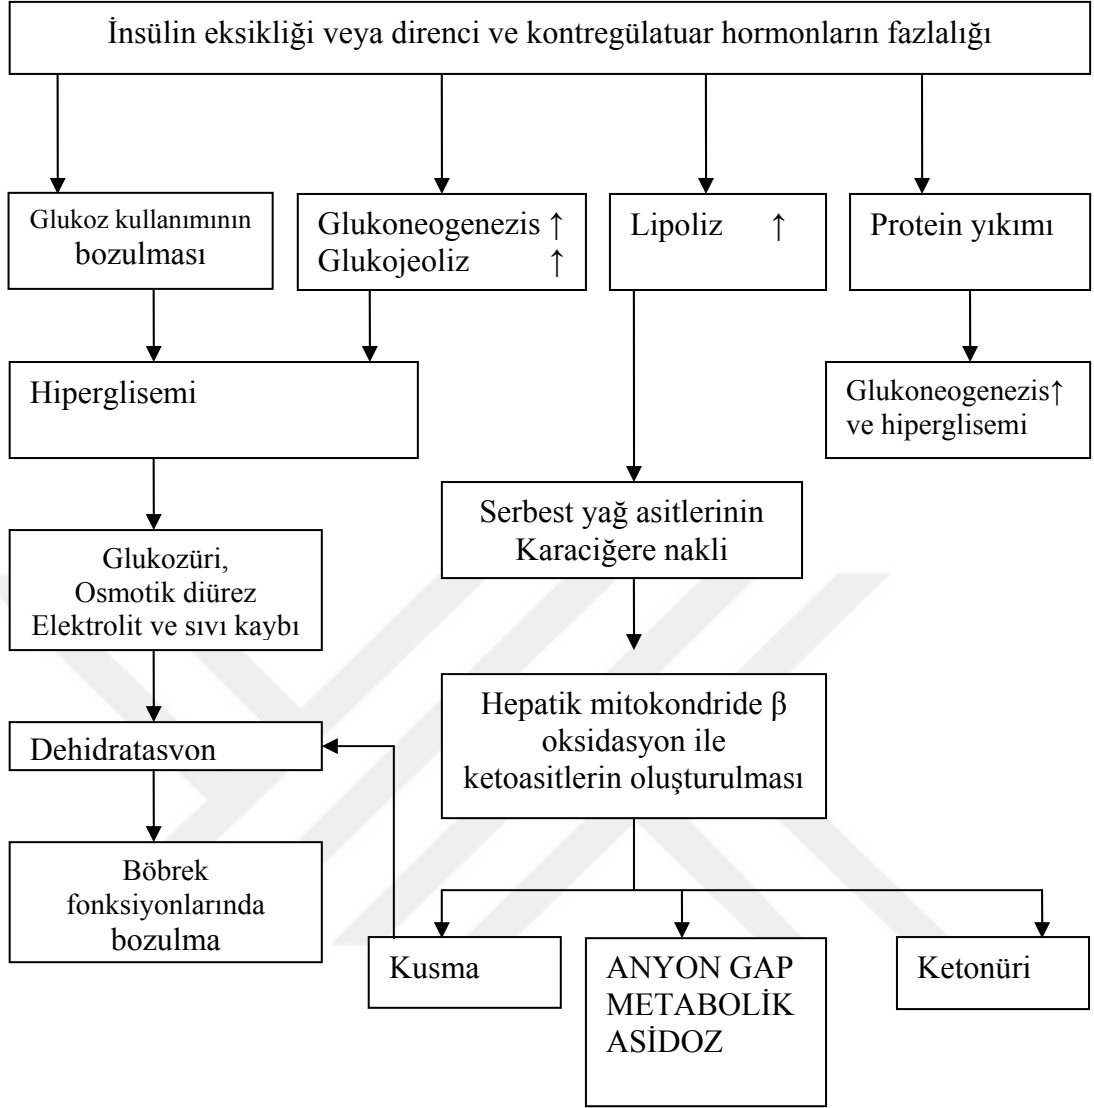 İnsülin eksikliği veya direnci ve kontregülatuar hormonların fazlalığı
Glukoz kullanımının
bozulması
Glukoneogenezis ↑
Glukojeoliz ↑
Lipoliz ↑
Protein yıkımı
Hiperglisemi
Glukoneogenezis↑
ve hiperglisemi
Serbest yağ asitlerinin
Karaciğere nakli
Glukozüri,
Osmotik diürez
Elektrolit ve sıvı kaybı
Hepatik mitokondride β
oksidasyon ile
ketoasitlerin oluşturulması
Dehidratasvon
Böbrek
fonksiyonlarında
bozulma
Kusma
ANYON GAP
METABOLİK
ASİDOZ
Ketonüri